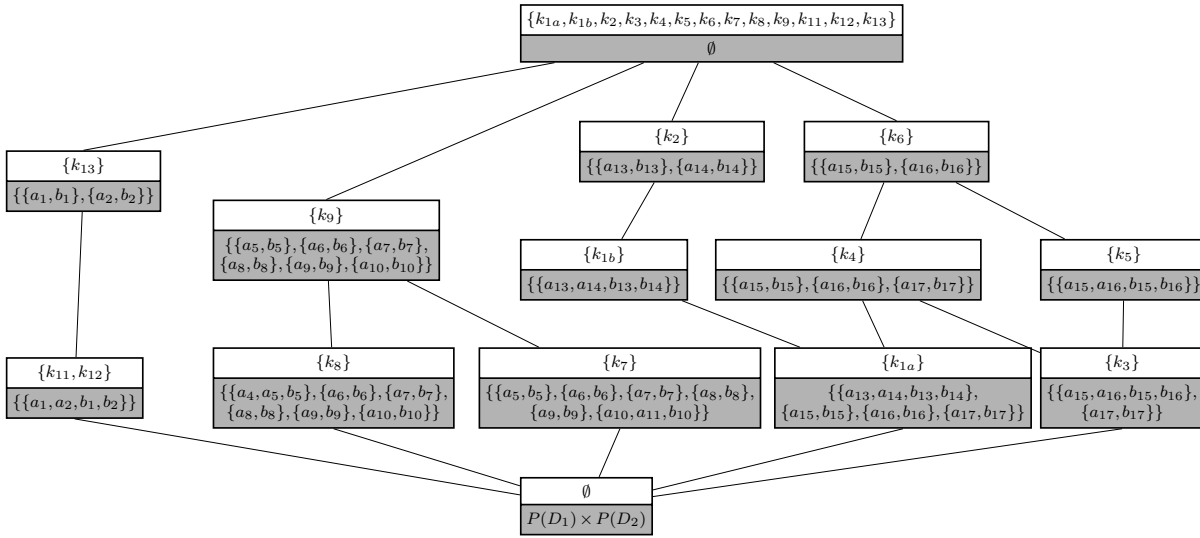 {k1a, k1b, k2, k3, k4, k5, k6, k7, k8, k9, k11, k12, k13}
∅
{k2}
{{a13, b13}, {a14, b14}}
{k6}
{{a15, b15}, {a16, b16}}
{k13}
{{a1, b1}, {a2, b2}}
{k9}
{{a5, b5}, {a6, b6}, {a7, b7},
{a8, b8}, {a9, b9}, {a10, b10}}
{k1b}
{{a13, a14, b13, b14}}
{k4}
{{a15, b15}, {a16, b16}, {a17, b17}}
{k5}
{{a15, a16, b15, b16}}
{k11, k12}
{{a1, a2, b1, b2}}
{k8}
{{a4, a5, b5}, {a6, b6}, {a7, b7},
{a8, b8}, {a9, b9}, {a10, b10}}
{k7}
{{a5, b5}, {a6, b6}, {a7, b7}, {a8, b8},
{a9, b9}, {a10, a11, b10}}
{k1a}
{{a13, a14, b13, b14},
{a15, b15}, {a16, b16}, {a17, b17}}
{k3}
{{a15, a16, b15, b16},
{a17, b17}}
∅
P(D1) × P(D2)